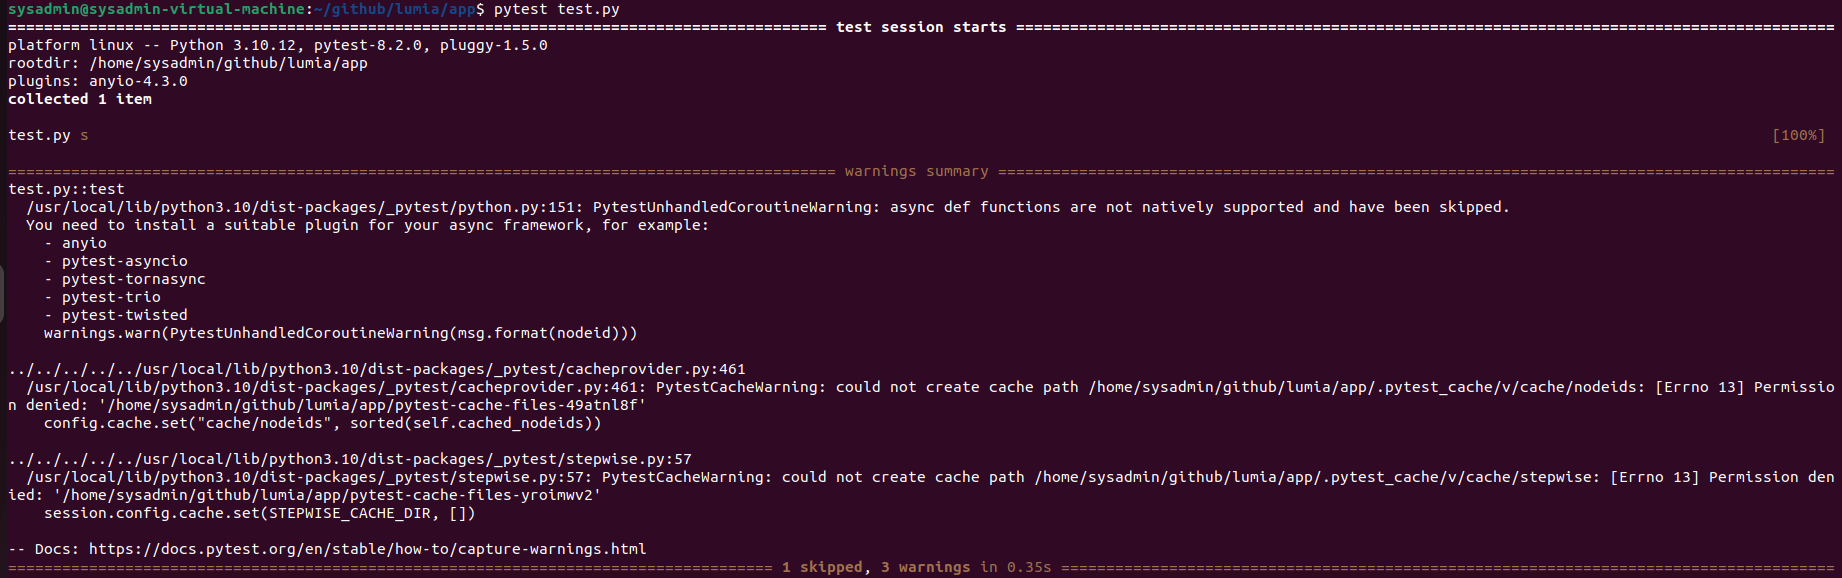 sysadmin@sysadmin-virtual-machine:~/github/lumia/app$ pytest test.py
=========================================================================================== test session starts ===========================================================================================
platform linux -- Python 3.10.12, pytest-8.2.0, pluggy-1.5.0
rootdir: /home/sysadmin/github/lumia/app
plugins: anyio-4.3.0
collected 1 item

test.py s [100%]

============================================================================================ warnings summary =============================================================================================
test.py::test
  /usr/local/lib/python3.10/dist-packages/_pytest/python.py:151: PytestUnhandledCoroutineWarning: async def functions are not natively supported and have been skipped.
  You need to install a suitable plugin for your async framework, for example:
    - anyio
    - pytest-asyncio
    - pytest-tornasync
    - pytest-trio
    - pytest-twisted
    warnings.warn(PytestUnhandledCoroutineWarning(msg.format(nodeid)))

../../../../../usr/local/lib/python3.10/dist-packages/_pytest/cacheprovider.py:461
  /usr/local/lib/python3.10/dist-packages/_pytest/cacheprovider.py:461: PytestCacheWarning: could not create cache path /home/sysadmin/github/lumia/app/.pytest_cache/v/cache/nodeids: [Errno 13] Permissio
n denied: '/home/sysadmin/github/lumia/app/pytest-cache-files-49atnl8f'
    config.cache.set("cache/nodeids", sorted(self.cached_nodeids))

../../../../../usr/local/lib/python3.10/dist-packages/_pytest/stepwise.py:57
  /usr/local/lib/python3.10/dist-packages/_pytest/stepwise.py:57: PytestCacheWarning: could not create cache path /home/sysadmin/github/lumia/app/.pytest_cache/v/cache/stepwise: [Errno 13] Permission den
ied: '/home/sysadmin/github/lumia/app/pytest-cache-files-yroimwv2'
    session.config.cache.set(STEPWISE_CACHE_DIR, [])

-- Docs: https://docs.pytest.org/en/stable/how-to/capture-warnings.html
===================================================================================== 1 skipped, 3 warnings in 0.35s ======================================================================================